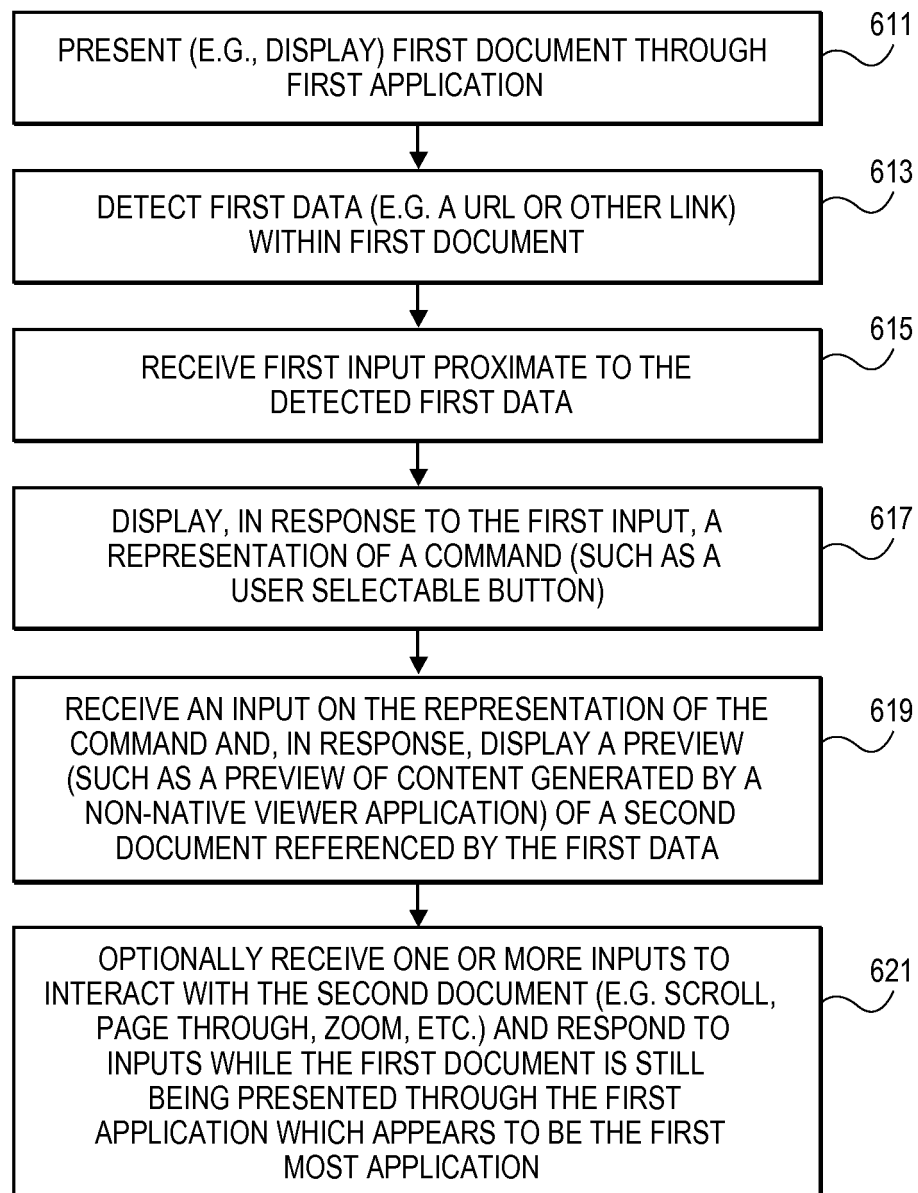 PRESENT (E.G., DISPLAY) FIRST DOCUMENT THROUGH
FIRST APPLICATION
611
DETECT FIRST DATA (E.G. A URL OR OTHER LINK)
WITHIN FIRST DOCUMENT
613
RECEIVE FIRST INPUT PROXIMATE TO THE
DETECTED FIRST DATA
615
DISPLAY, IN RESPONSE TO THE FIRST INPUT, A
REPRESENTATION OF A COMMAND (SUCH AS A
USER SELECTABLE BUTTON)
617
RECEIVE AN INPUT ON THE REPRESENTATION OF THE
COMMAND AND, IN RESPONSE, DISPLAY A PREVIEW
(SUCH AS A PREVIEW OF CONTENT GENERATED BY A
NON-NATIVE VIEWER APPLICATION) OF A SECOND
DOCUMENT REFERENCED BY THE FIRST DATA
619
OPTIONALLY RECEIVE ONE OR MORE INPUTS TO
INTERACT WITH THE SECOND DOCUMENT (E.G. SCROLL,
PAGE THROUGH, ZOOM, ETC.) AND RESPOND TO
INPUTS WHILE THE FIRST DOCUMENT IS STILL
BEING PRESENTED THROUGH THE FIRST
APPLICATION WHICH APPEARS TO BE THE FIRST
MOST APPLICATION
621